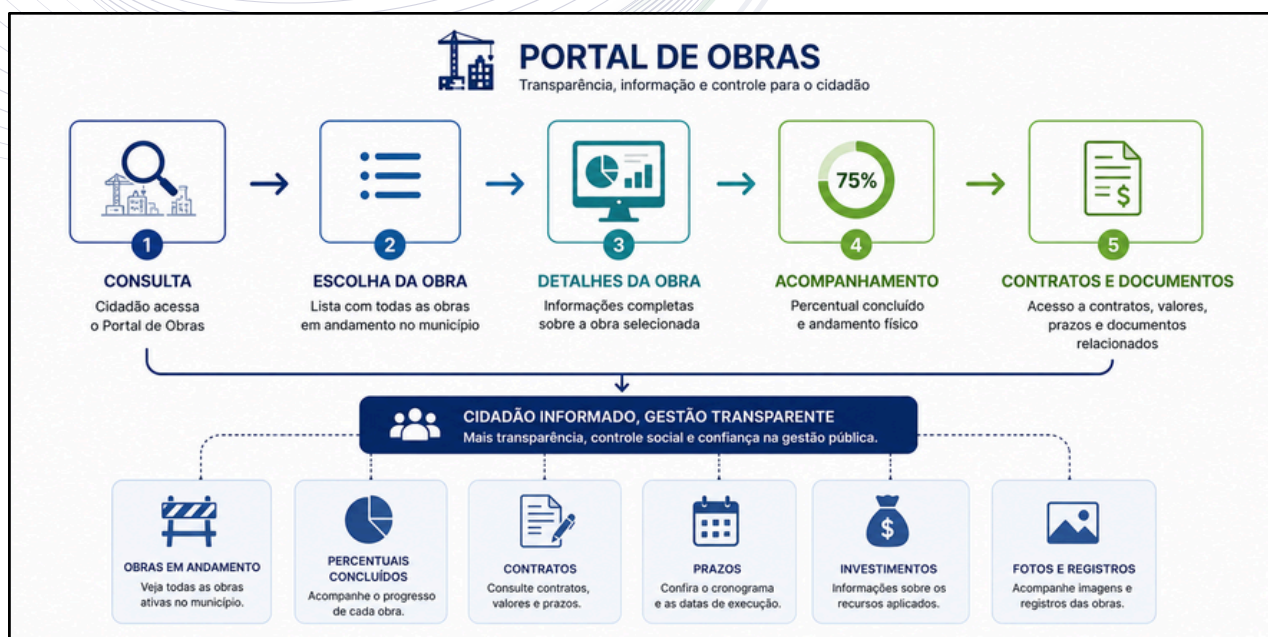 PORTAL DE OBRAS
Transparência, informação e controle para o cidadão
1
CONSULTA
Cidadão acessa
o Portal de Obras
2
ESCOLHA DA OBRA
Lista com todas as obras
em andamento no município
3
DETALHES DA OBRA
Informações completas
sobre a obra selecionada
75%
4
ACOMPANHAMENTO
Percentual concluído
e andamento físico
$
5
CONTRATOS E DOCUMENTOS
Acesso a contratos, valores,
prazos e documentos
relacionados
CIDADÃO INFORMADO, GESTÃO TRANSPARENTE
Mais transparência, controle social e confiança na gestão pública.
OBRAS EM ANDAMENTO
Veja todas as obras
ativas no município.
PERCENTUAIS
CONCLUÍDOS
Acompanhe o progresso
de cada obra.
CONTRATOS
Consulte contratos,
valores e prazos.
PRAZOS
Confira o cronograma
e as datas de execução.
$
INVESTIMENTOS
Informações sobre os
recursos aplicados.
FOTOS E REGISTROS
Acompanhe imagens e
registros das obras.